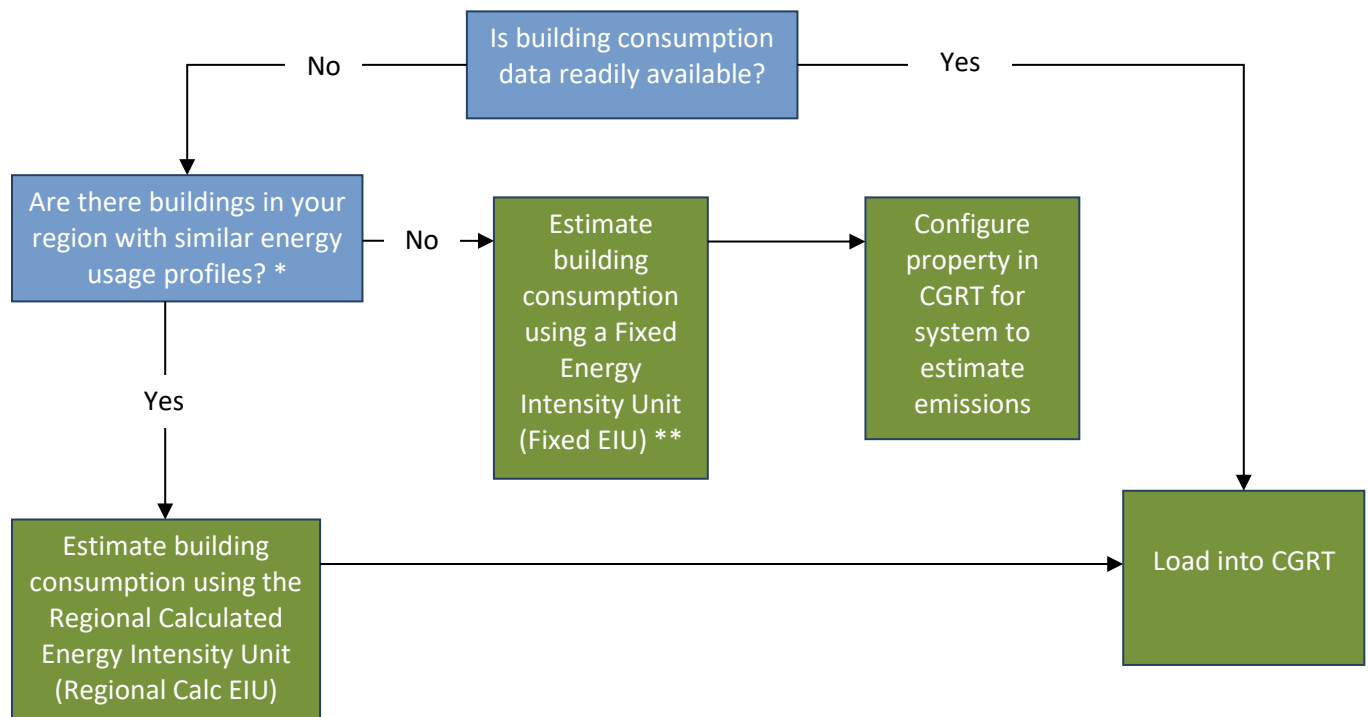 Is building consumption
data readily available?
No
Yes
Are there buildings in your
region with similar energy
usage profiles? *
No
Estimate
building
consumption
using a Fixed
Energy
Intensity Unit
(Fixed EIU) **
Configure
property in
CGRT for
system to
estimate
emissions
Yes
Estimate building
consumption using the
Regional Calculated
Energy Intensity Unit
(Regional Calc EIU)
Load into CGRT